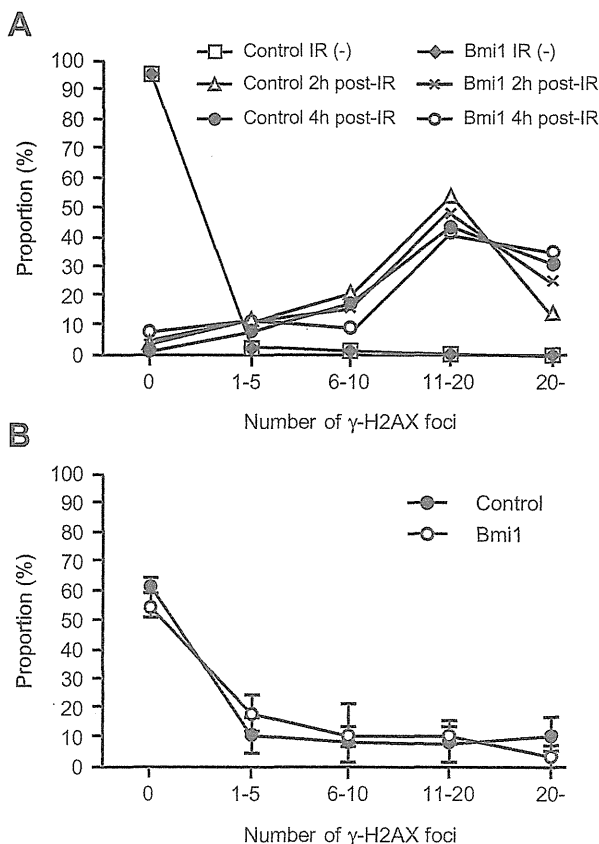 A
Control IR (-)
Bmi1 IR (-)
Control 2h post-IR
Bmi1 2h post-IR
Control 4h post-IR
Bmi1 4h post-IR
Proportion (%)
100
90
80
70
60
50
40
30
20
10
0
0 1-5 6-10 11-20 20-
Number of γ-H2AX foci
B
Control
Bmi1
Proportion (%)
100
90
80
70
60
50
40
30
20
10
0
0 1-5 6-10 11-20 20-
Number of γ-H2AX foci